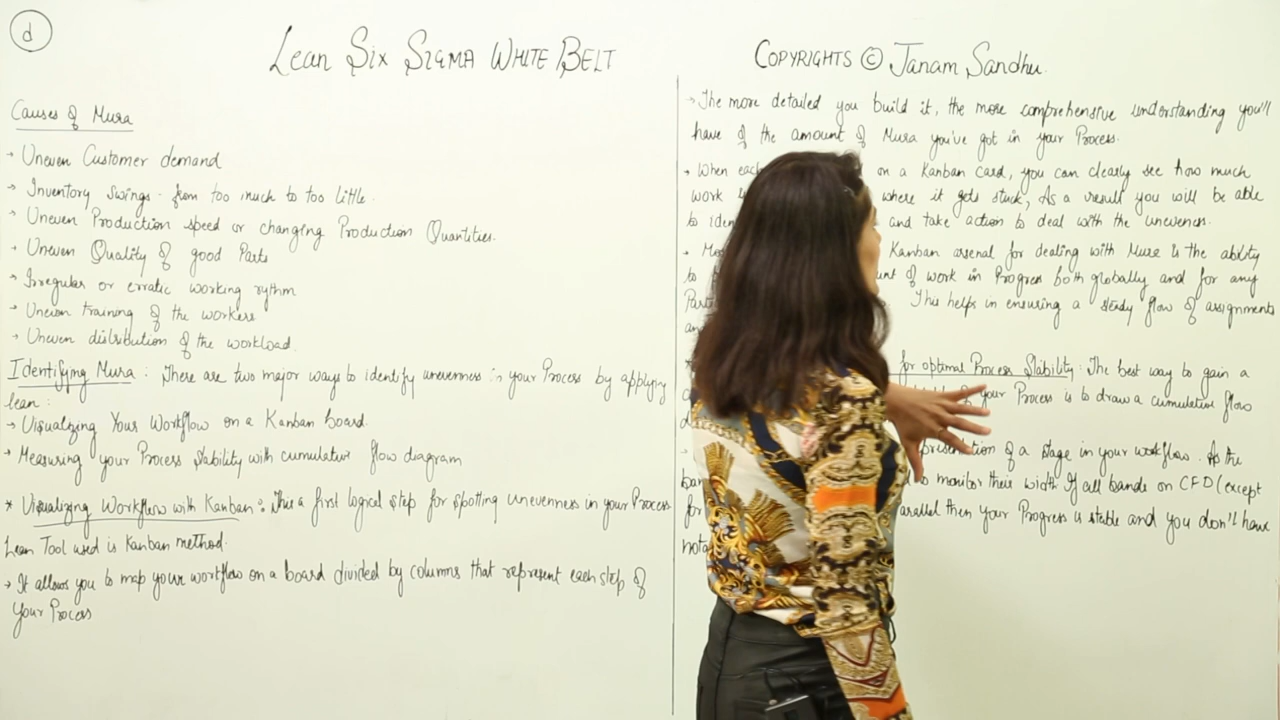 d
Lean Six Sigma White Belt
Copyrights © Janam Sandhu.
Causes of Mura
→ Uneven Customer demand
→ Inventory swings - from too much to too little.
→ Uneven Production speed or changing Production Quantities.
→ Uneven Quality of good Parts
→ Irregular or erratic working rythm
→ Uneven training of the workers
→ Uneven distribution of the workload.
Identifying Mura : There are two major ways to identify unevenness in your Process by applying
lean :
→ Visualizing Your Workflow on a Kanban board.
→ Measuring your Process Stability with cumulative flow diagram
* Visualizing Workflow with Kanban : This a first logical step for spotting unevenness in your Process
Lean Tool used is Kanban method.
→ It allows you to map your workflow on a board divided by columns that represent each step of
your Process
→ The more detailed you build it, the more comprehensive understanding you'll
have of the amount of Mura you've got in your Process.
→ When each on a Kanban card, you can clearly see how much
work where it gets stuck, As a result you will be able
to and take action to deal with the uneveness.
Kanban arsenal for dealing with Mura is the ability
to of work in Progress both globally and for any
This helps in ensuring a steady flow of assignments
for optimal Process Stability : The best way to gain a
of your Process is to draw a cumulative flow
of a stage in your workflow. As the
to monitor their width If all bands on CFD (except
for then your Progress is stable and you don't have